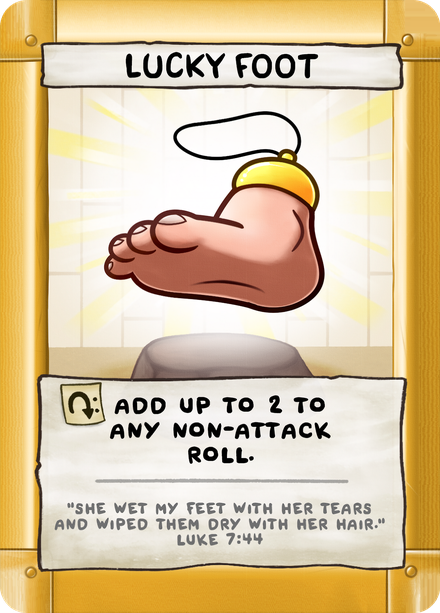 LUCKY FOOT
: ADD UP TO 2 TO
ANY NON-ATTACK
ROLL.
"SHE WET MY FEET WITH HER TEARS
AND WIPED THEM DRY WITH HER HAIR."
LUKE 7:44